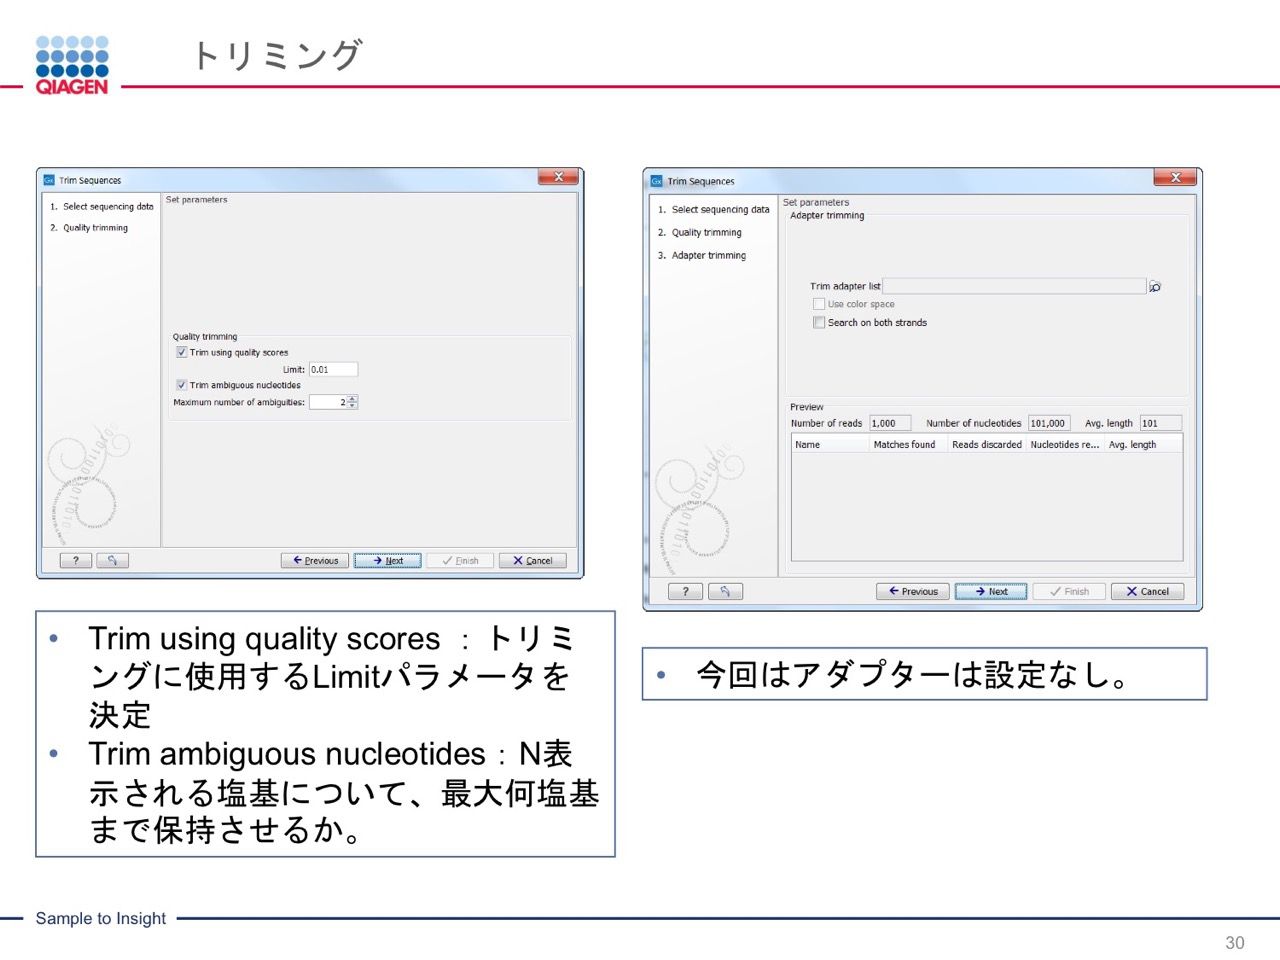 QIAGEN
トリミング
Trim Sequences
1. Select sequencing data
2. Quality trimming
Set parameters
Quality trimming
Trim using quality scores
Limit: 0.01
Trim ambiguous nucleotides
Maximum number of ambiguities: 2
? Previous Next Finish Cancel
Trim Sequences
1. Select sequencing data
2. Quality trimming
3. Adapter trimming
Set parameters
Adapter trimming
Trim adapter list
Use color space
Search on both strands
Preview
Number of reads 1,000 Number of nucleotides 101,000 Avg. length 101
Name Matches found Reads discarded Nucleotides re... Avg. length
? Previous Next Finish Cancel
• Trim using quality scores ：トリミ
ングに使用するLimitパラメータを
決定
• Trim ambiguous nucleotides：N表
示される塩基について、最大何塩基
まで保持させるか。
• 今回はアダプターは設定なし。
Sample to Insight
30